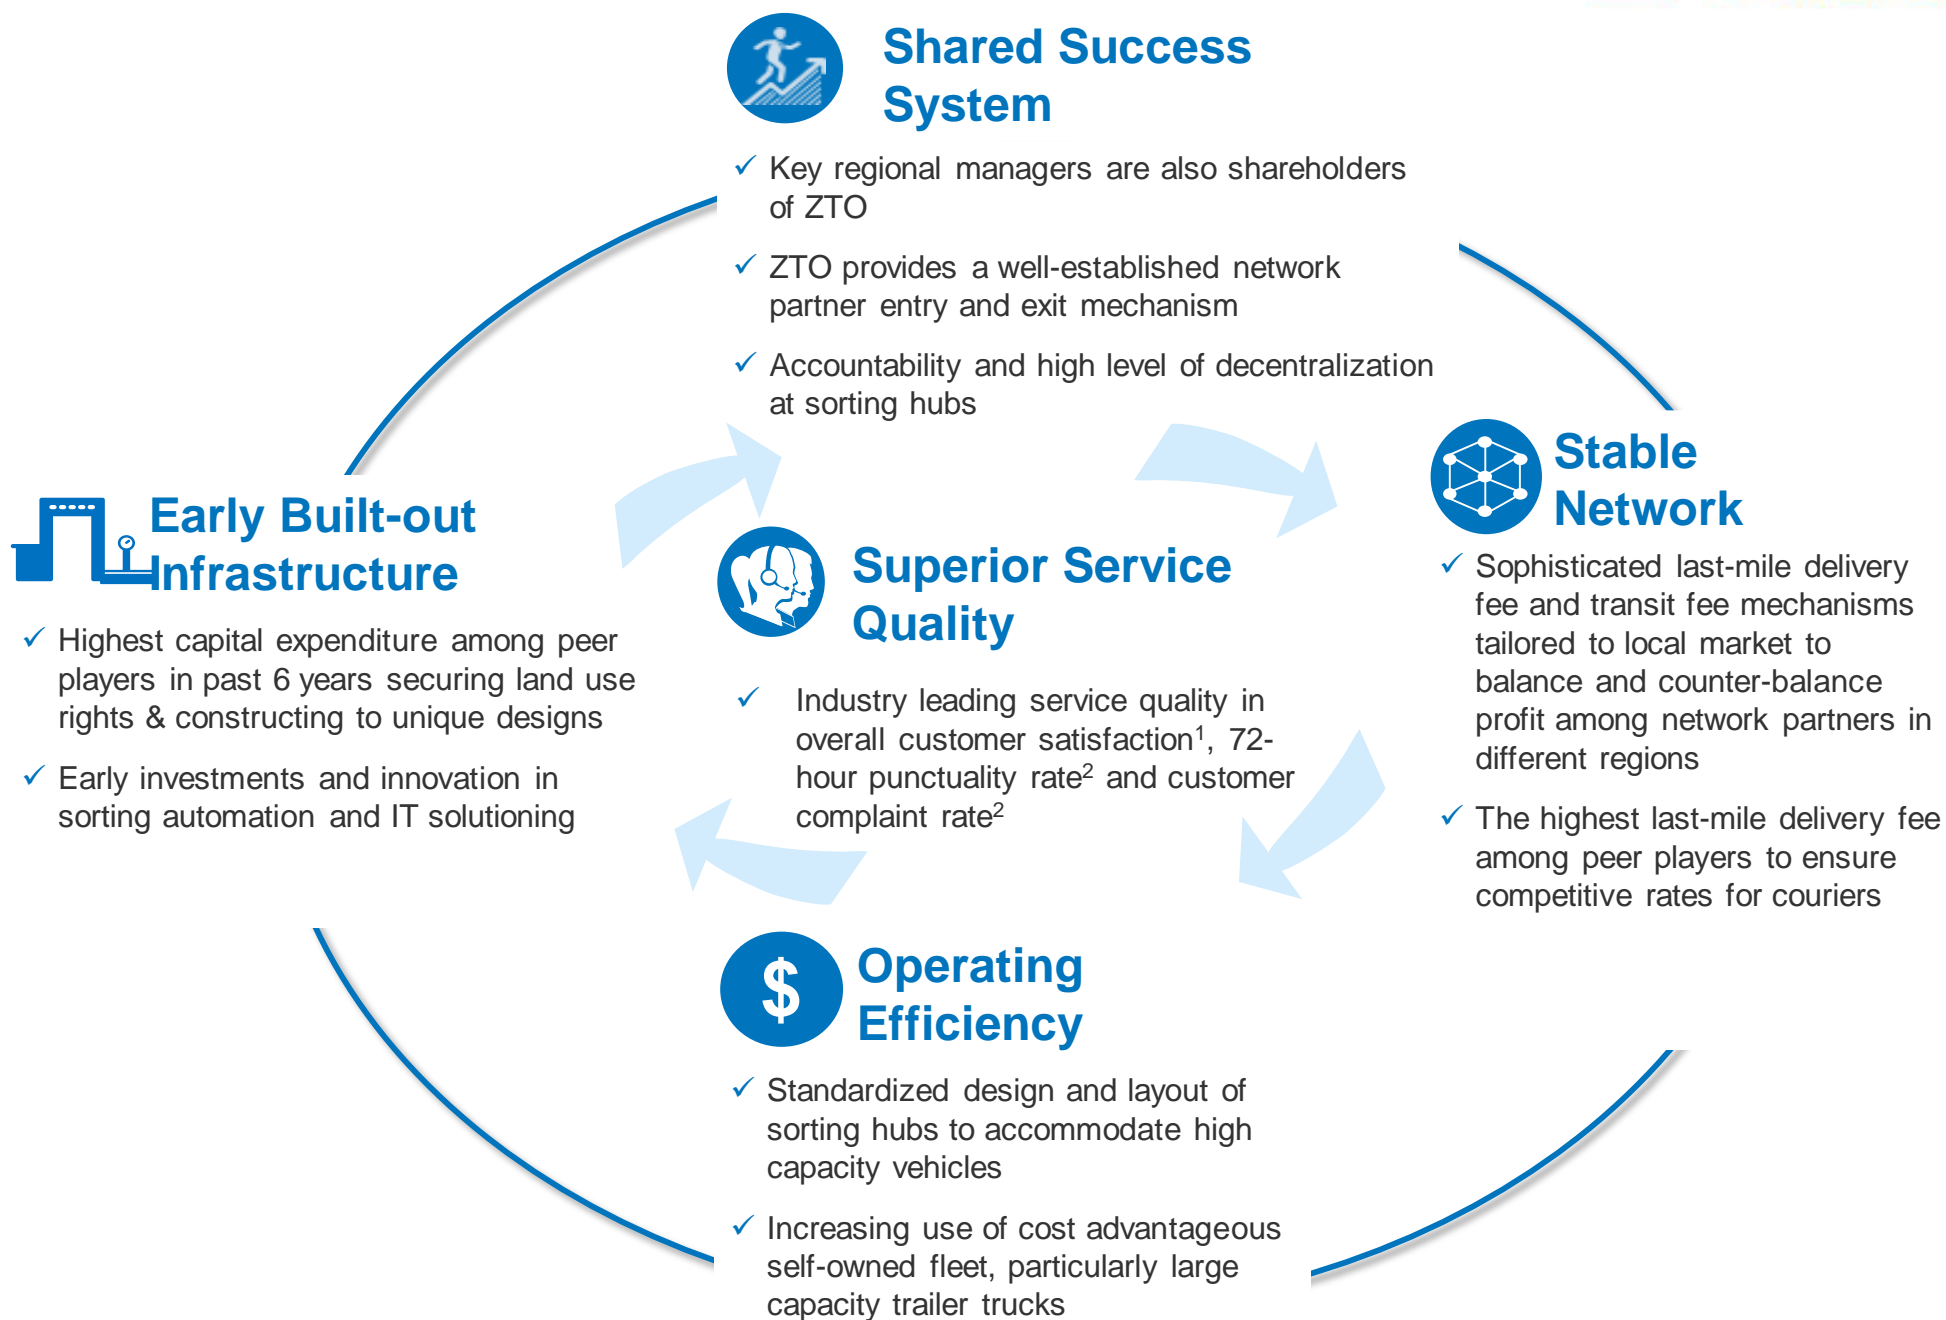 Shared Success
System
✓ Key regional managers are also shareholders
of ZTO
✓ ZTO provides a well-established network
partner entry and exit mechanism
✓ Accountability and high level of decentralization
at sorting hubs
Early Built-out
Infrastructure
✓ Highest capital expenditure among peer
players in past 6 years securing land use
rights & constructing to unique designs
✓ Early investments and innovation in
sorting automation and IT solutioning
Superior Service
Quality
✓ Industry leading service quality in
overall customer satisfaction¹, 72-
hour punctuality rate² and customer
complaint rate²
Stable
Network
✓ Sophisticated last-mile delivery
fee and transit fee mechanisms
tailored to local market to
balance and counter-balance
profit among network partners in
different regions
✓ The highest last-mile delivery fee
among peer players to ensure
competitive rates for couriers
$
Operating
Efficiency
✓ Standardized design and layout of
sorting hubs to accommodate high
capacity vehicles
✓ Increasing use of cost advantageous
self-owned fleet, particularly large
capacity trailer trucks